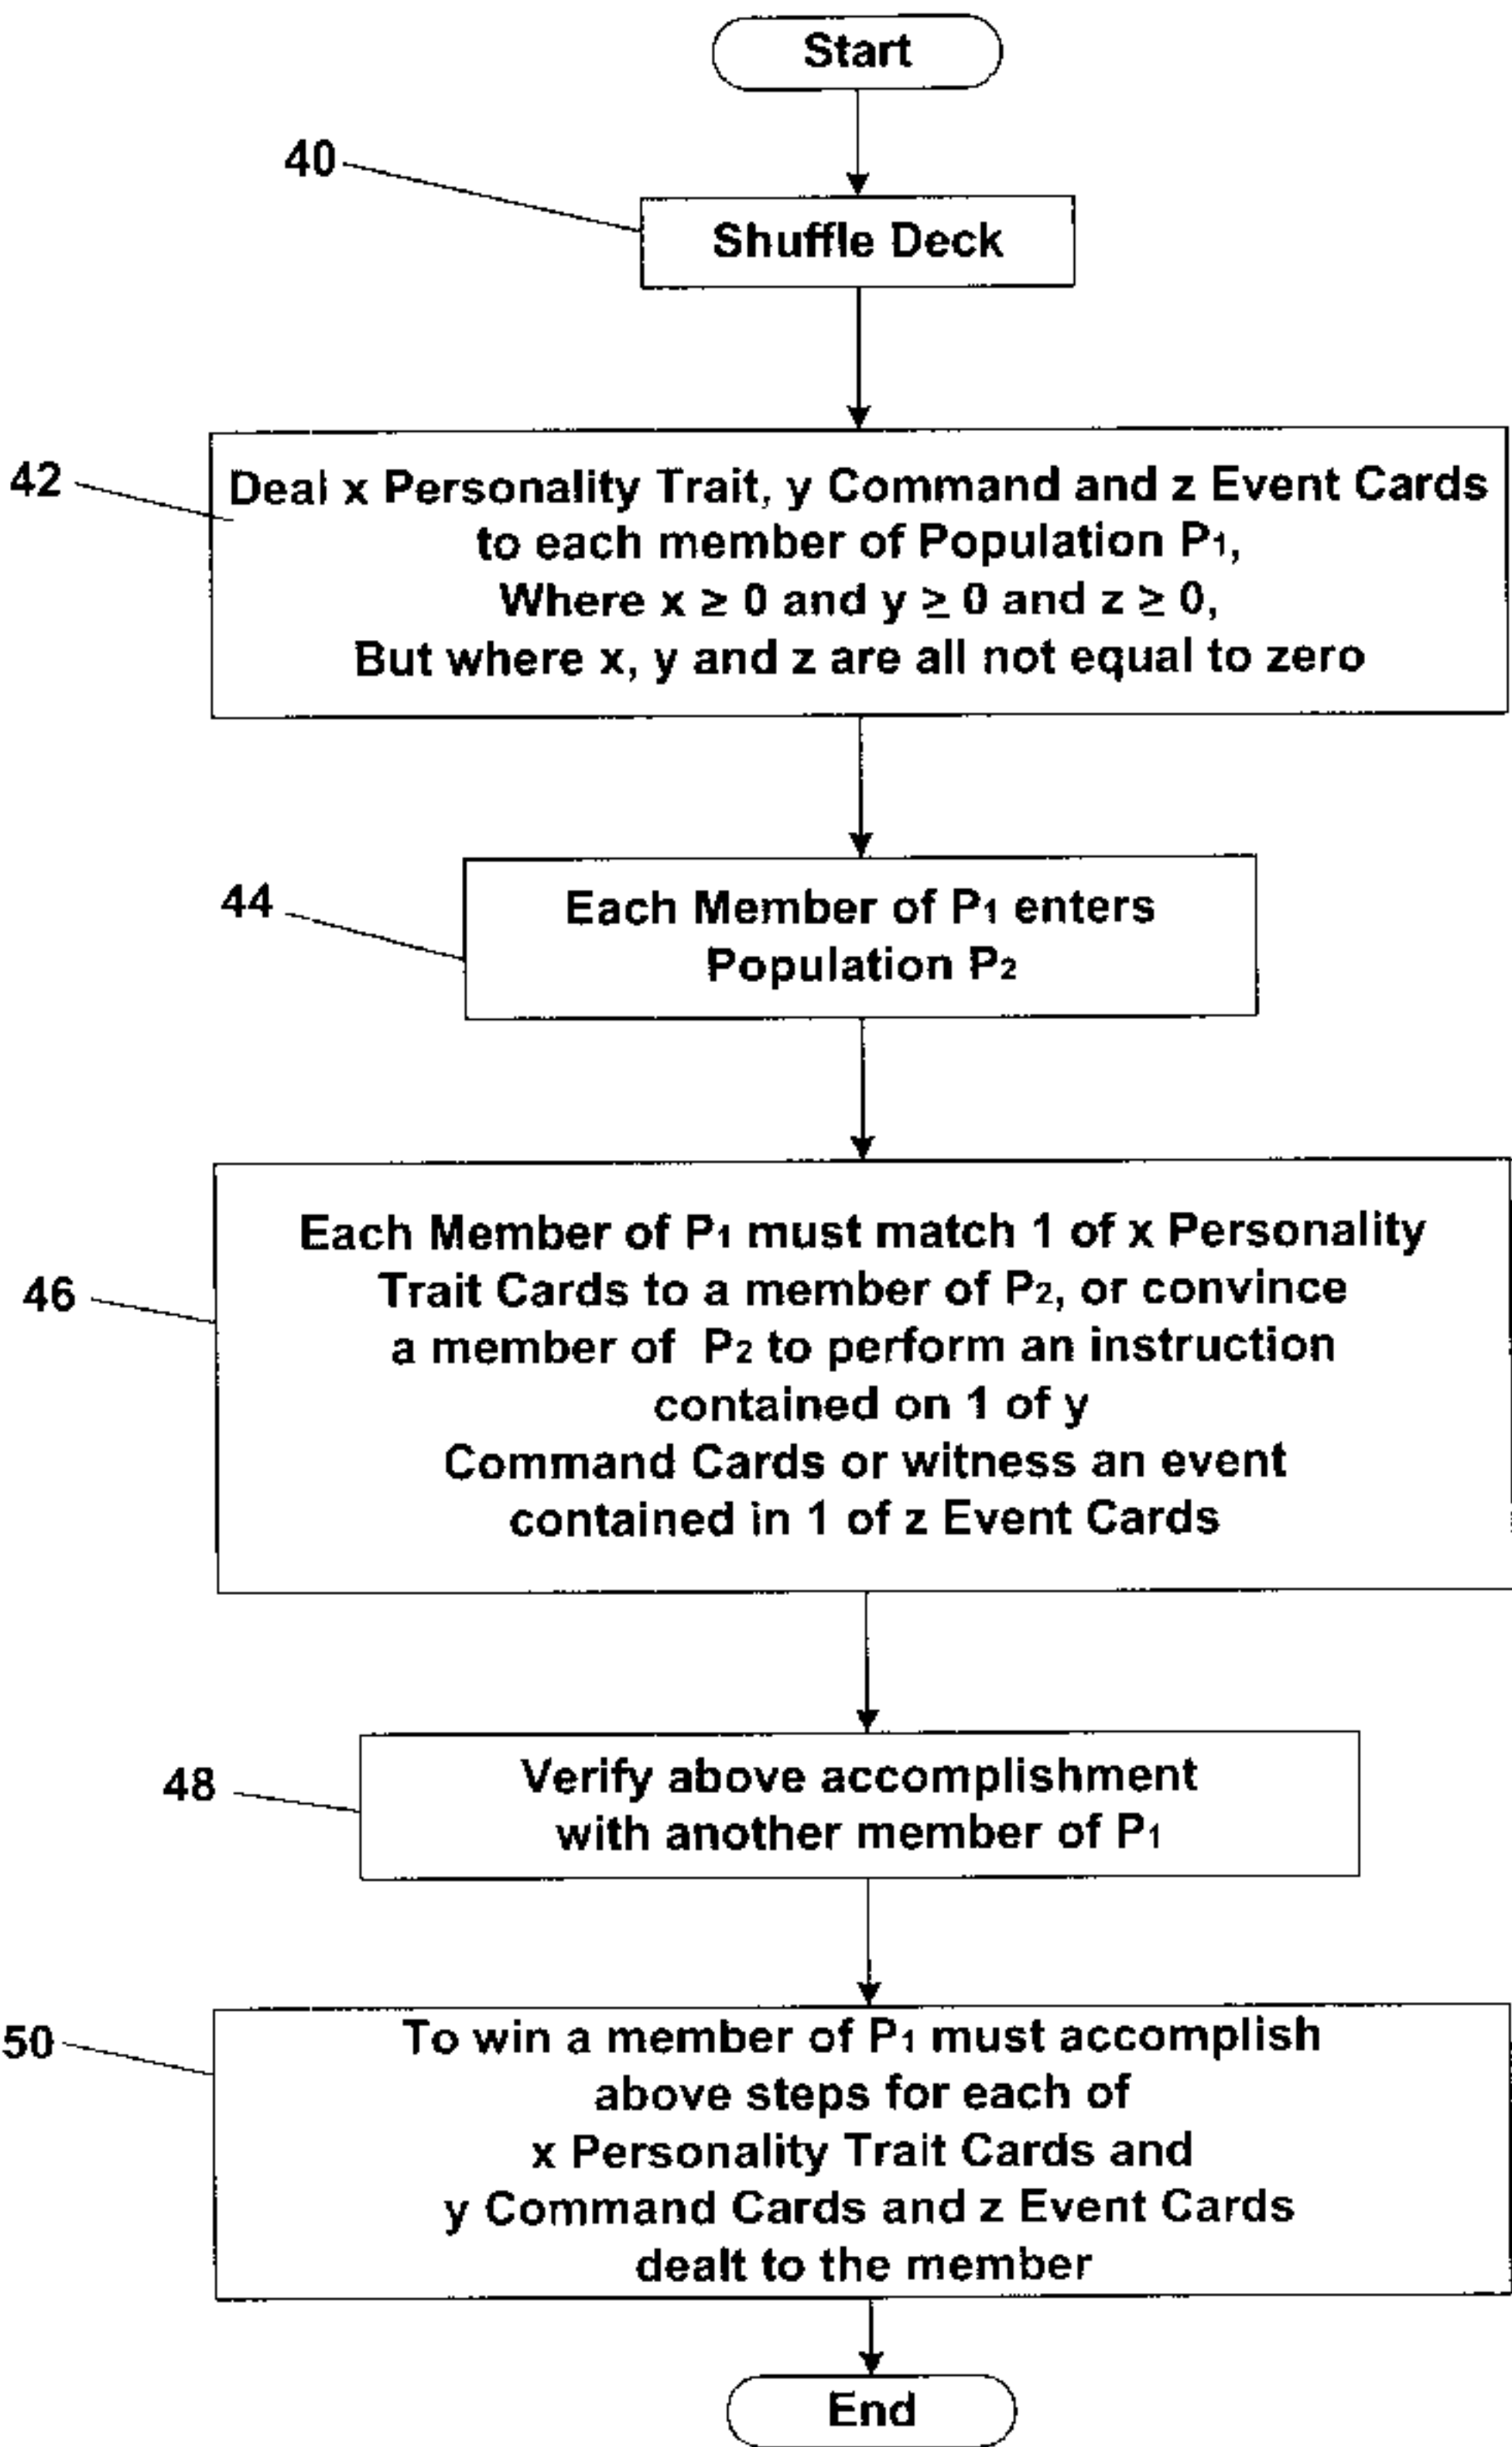 Start
40
Shuffle Deck
42
Deal x Personality Trait, y Command and z Event Cards
to each member of Population P₁,
Where x ≥ 0 and y ≥ 0 and z ≥ 0,
But where x, y and z are all not equal to zero
44
Each Member of P₁ enters
Population P₂
46
Each Member of P₁ must match 1 of x Personality
Trait Cards to a member of P₂, or convince
a member of P₂ to perform an instruction
contained on 1 of y
Command Cards or witness an event
contained in 1 of z Event Cards
48
Verify above accomplishment
with another member of P₁
50
To win a member of P₁ must accomplish
above steps for each of
x Personality Trait Cards and
y Command Cards and z Event Cards
dealt to the member
End